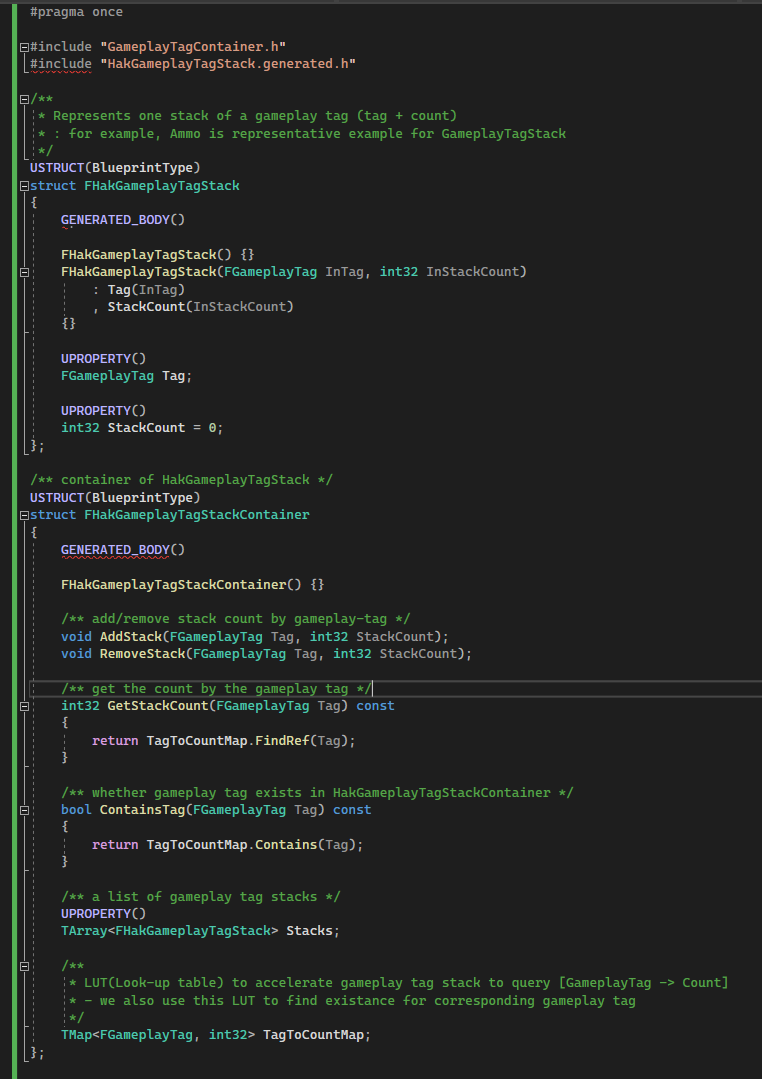 #pragma once
#include "GameplayTagContainer.h"
#include "HakGameplayTagStack.generated.h"
/**
 * Represents one stack of a gameplay tag (tag + count)
 * : for example, Ammo is representative example for GameplayTagStack
 */
USTRUCT(BlueprintType)
struct FHakGameplayTagStack
{
    GENERATED_BODY()
    FHakGameplayTagStack() {}
    FHakGameplayTagStack(FGameplayTag InTag, int32 InStackCount)
        : Tag(InTag)
        , StackCount(InStackCount)
    {}
    UPROPERTY()
    FGameplayTag Tag;
    UPROPERTY()
    int32 StackCount = 0;
};
/** container of HakGameplayTagStack */
USTRUCT(BlueprintType)
struct FHakGameplayTagStackContainer
{
    GENERATED_BODY()
    FHakGameplayTagStackContainer() {}
    /** add/remove stack count by gameplay-tag */
    void AddStack(FGameplayTag Tag, int32 StackCount);
    void RemoveStack(FGameplayTag Tag, int32 StackCount);
    /** get the count by the gameplay tag */
    int32 GetStackCount(FGameplayTag Tag) const
    {
        return TagToCountMap.FindRef(Tag);
    }
    /** whether gameplay tag exists in HakGameplayTagStackContainer */
    bool ContainsTag(FGameplayTag Tag) const
    {
        return TagToCountMap.Contains(Tag);
    }
    /** a list of gameplay tag stacks */
    UPROPERTY()
    TArray<FHakGameplayTagStack> Stacks;
    /**
     * LUT(Look-up table) to accelerate gameplay tag stack to query [GameplayTag -> Count]
     * - we also use this LUT to find existance for corresponding gameplay tag
     */
    TMap<FGameplayTag, int32> TagToCountMap;
};